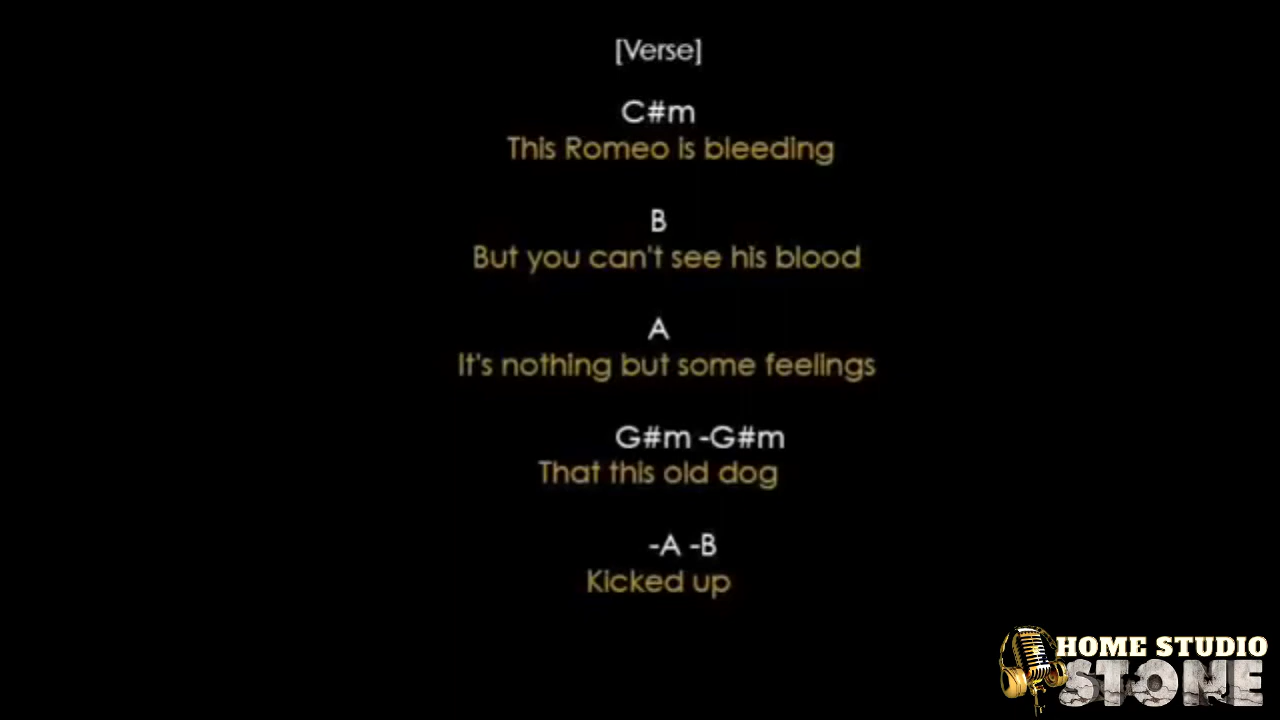 [Verse]
C#m
This Romeo is bleeding
B
But you can't see his blood
A
It's nothing but some feelings
G#m -G#m
That this old dog
-A -B
Kicked up
HOME STUDIO
STONE